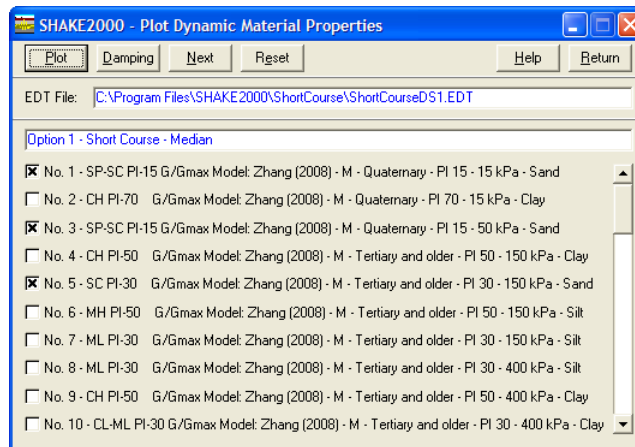 SHAKE2000 - Plot Dynamic Material Properties
Plot Damping Next Reset Help Return
EDT File: C:\Program Files\SHAKE2000\ShortCourse\ShortCourseDS1.EDT
Option 1 - Short Course - Median
No. 1 - SP-SC PI-15 G/Gmax Model: Zhang (2008) - M - Quaternary - PI 15 - 15 kPa - Sand
No. 2 - CH PI-70 G/Gmax Model: Zhang (2008) - M - Quaternary - PI 70 - 15 kPa - Clay
No. 3 - SP-SC PI-15 G/Gmax Model: Zhang (2008) - M - Quaternary - PI 15 - 50 kPa - Sand
No. 4 - CH PI-50 G/Gmax Model: Zhang (2008) - M - Tertiary and older - PI 50 - 150 kPa - Clay
No. 5 - SC PI-30 G/Gmax Model: Zhang (2008) - M - Tertiary and older - PI 30 - 150 kPa - Sand
No. 6 - MH PI-50 G/Gmax Model: Zhang (2008) - M - Tertiary and older - PI 50 - 150 kPa - Silt
No. 7 - ML PI-30 G/Gmax Model: Zhang (2008) - M - Tertiary and older - PI 30 - 150 kPa - Silt
No. 8 - ML PI-30 G/Gmax Model: Zhang (2008) - M - Tertiary and older - PI 30 - 400 kPa - Silt
No. 9 - CH PI-50 G/Gmax Model: Zhang (2008) - M - Tertiary and older - PI 50 - 400 kPa - Clay
No. 10 - CL-ML PI-30 G/Gmax Model: Zhang (2008) - M - Tertiary and older - PI 30 - 400 kPa - Clay